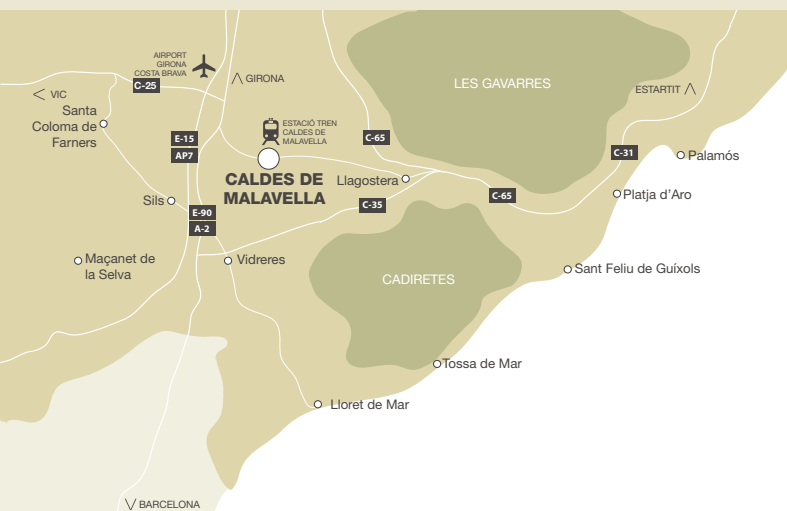 AIRPORT
GIRONA
COSTA BRAVA
GIRONA
C-25
VIC
LES GAVARRES
ESTARTIT
Santa
Coloma de
Farners
E-15
AP7
ESTACIÓ TREN
CALDES DE
MALAVELLA
C-65
C-31
Palamós
CALDES DE
MALAVELLA
Llagostera
C-65
Platja d'Aro
Sils
E-90
A-2
C-35
Maçanet de
la Selva
Vidreres
CADIRETES
Sant Feliu de Guíxols
Tossa de Mar
Lloret de Mar
BARCELONA